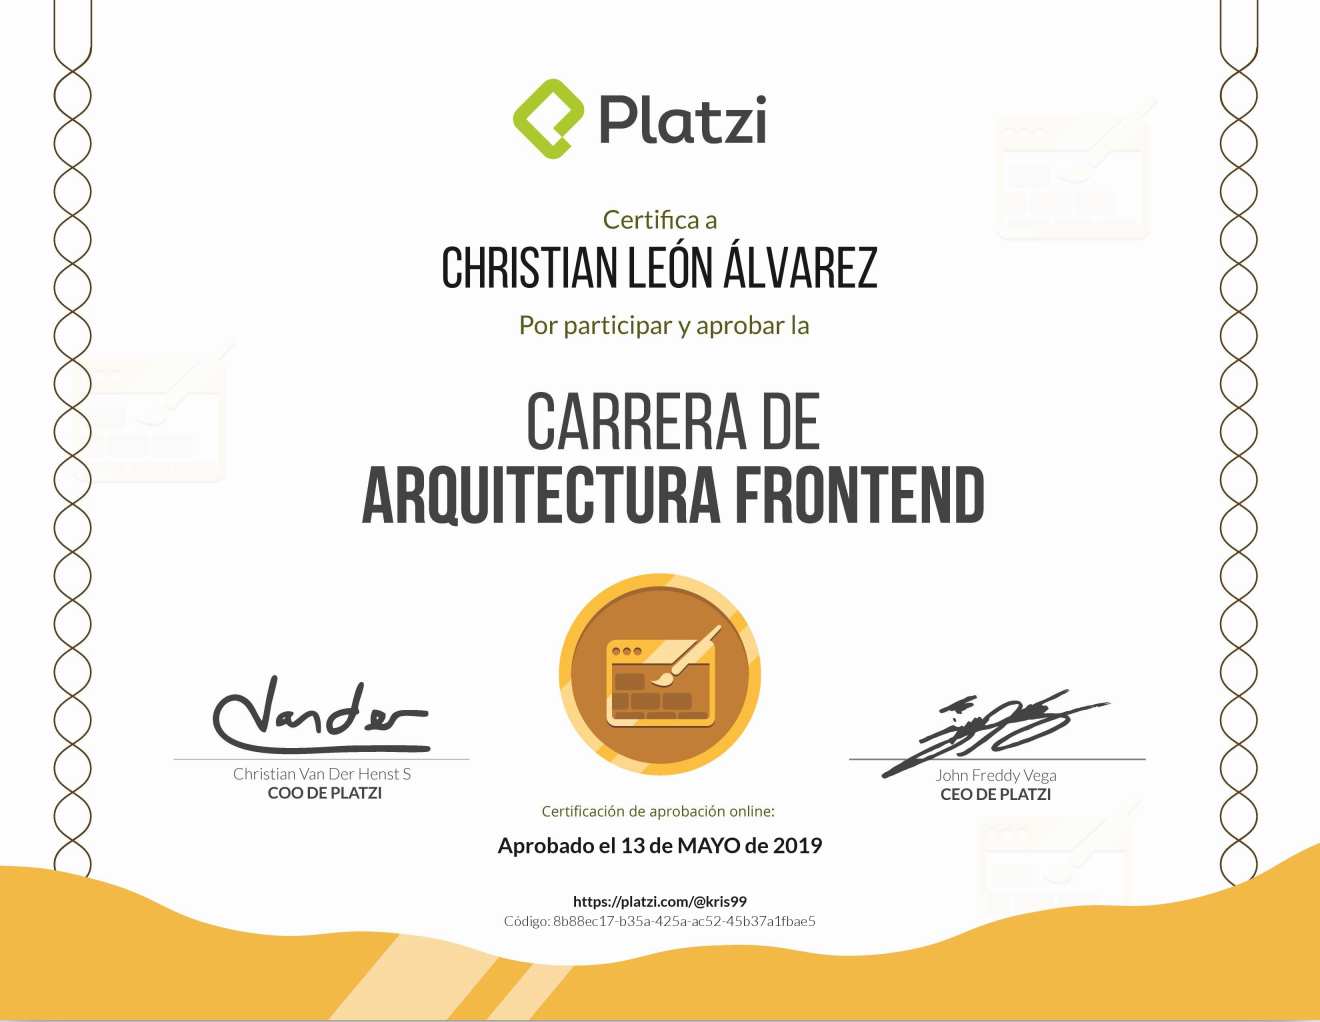 Platzi
Certifica a
CHRISTIAN LEÓN ÁLVAREZ
Por participar y aprobar la
CARRERA DE
ARQUITECTURA FRONTEND
Vander
Christian Van Der Henst S
COO DE PLATZI
John Freddy Vega
CEO DE PLATZI
Certificación de aprobación online:
Aprobado el 13 de MAYO de 2019
https://platzi.com/@kris99
Código: 8b88ec17-b35a-425a-ac52-45b37a1fbae5